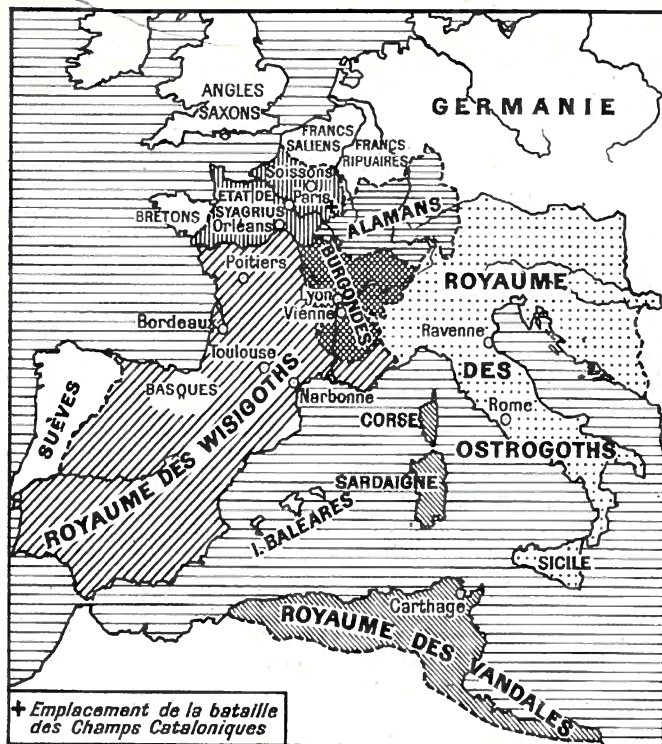 ANGLES
SAXONS
GERMANIE
FRANCS
SALIENS
FRANCS
RIPUAIRES
Soissons
ETAT DE
SYAGRIUS
Paris
BRETONS
Orléans
ALAMANS
Poitiers
BURGONDES
ROYAUME
Lyon
Vienne
Bordeaux
Ravenne
Toulouse
DES
BASQUES
Narbonne
SUÈVES
CORSE
Rome
ROYAUME DES WISIGOTHS
OSTROGOTHS
SARDAIGNE
I. BALÉARES
SICILE
Carthage
ROYAUME DES VANDALES
+ Emplacement de la bataille
des Champs Cataloniques